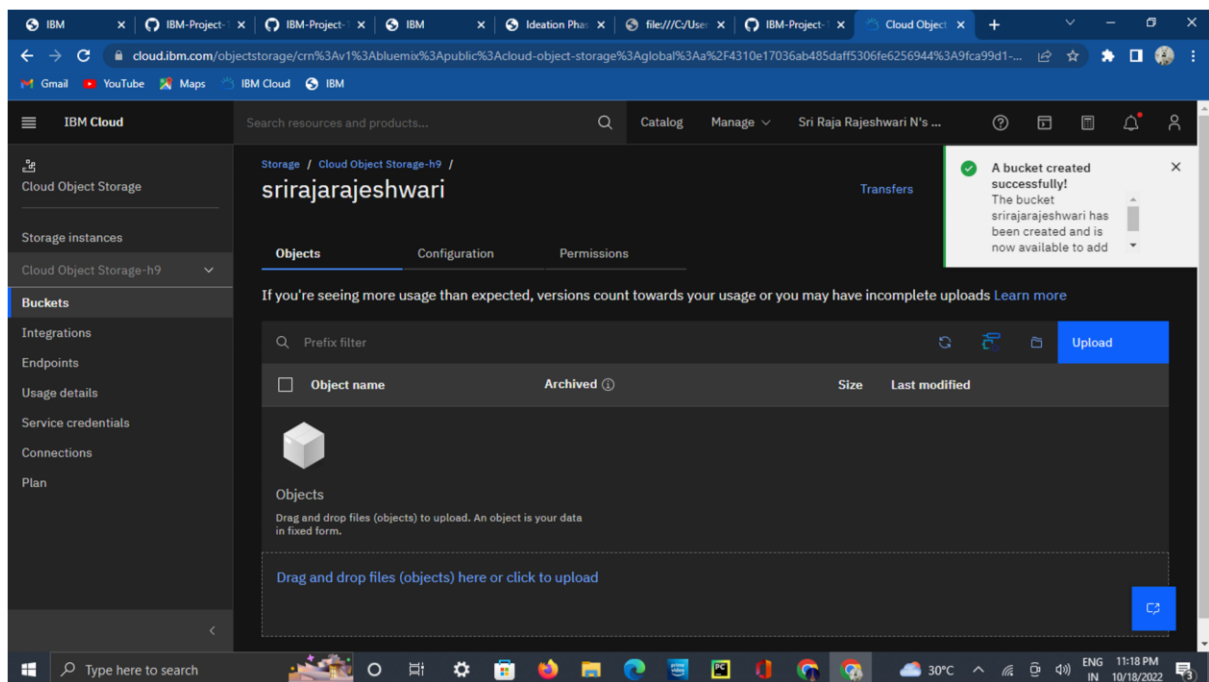 IBM
IBM-Project-1
IBM-Project-1
IBM
Ideation Phas
file:///C:/User
IBM-Project-1
Cloud Object
cloud.ibm.com/objectstorage/crn%3Av1%3Abluemix%3Apublic%3Acloud-object-storage%3Aglobal%3Aa%2F4310e17036ab485daff5306fe6256944%3A9fca99d1-...
Gmail
YouTube
Maps
IBM Cloud
IBM
IBM Cloud
Search resources and products...
Catalog
Manage
Sri Raja Rajeshwari N's ...
Cloud Object Storage
Storage instances
Cloud Object Storage-h9
Buckets
Integrations
Endpoints
Usage details
Service credentials
Connections
Plan
Storage / Cloud Object Storage-h9 /
srirajarajeshwari
Transfers
A bucket created
successfully!
The bucket
srirajarajeshwari has
been created and is
now available to add
Objects
Configuration
Permissions
If you're seeing more usage than expected, versions count towards your usage or you may have incomplete uploads Learn more
Prefix filter
Upload
Object name
Archived
Size
Last modified
Objects
Drag and drop files (objects) to upload. An object is your data
in fixed form.
Drag and drop files (objects) here or click to upload
Type here to search
PC
30°C
ENG
IN
11:18 PM
10/18/2022
3